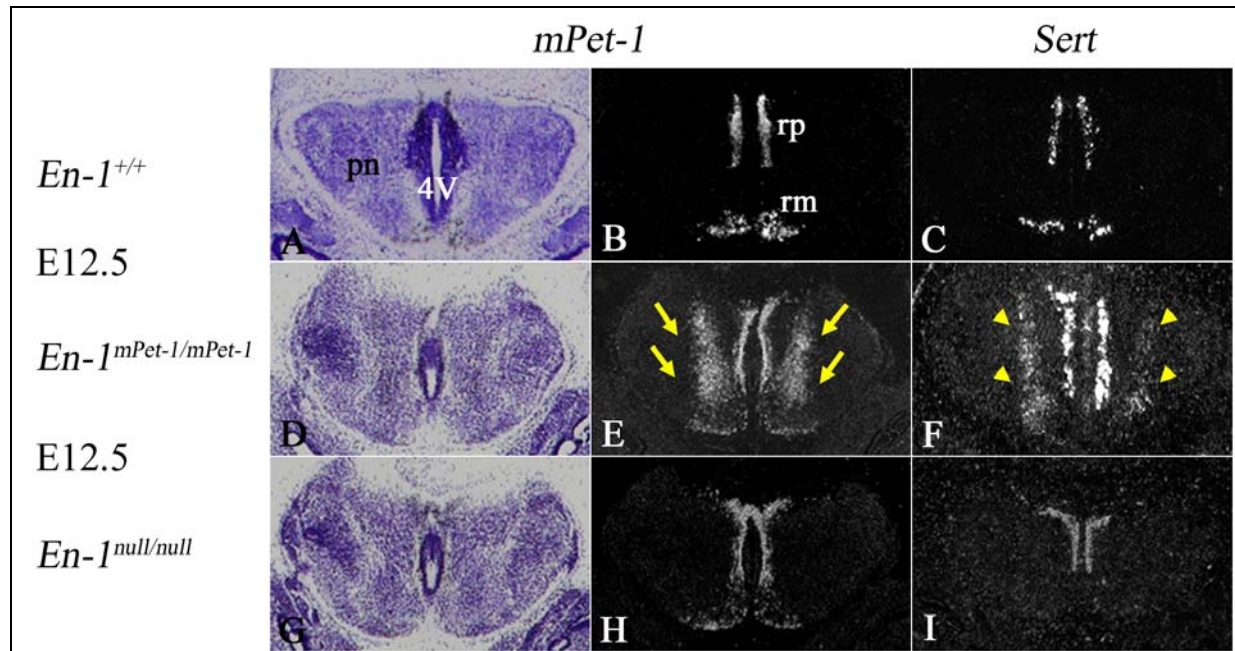 mPet-1 Sert
En-1+/+
E12.5
En-1mPet-1/mPet-1
E12.5
En-1null/null
pn
4V
A
rp
rm
B
C
D
E
F
G
H
I